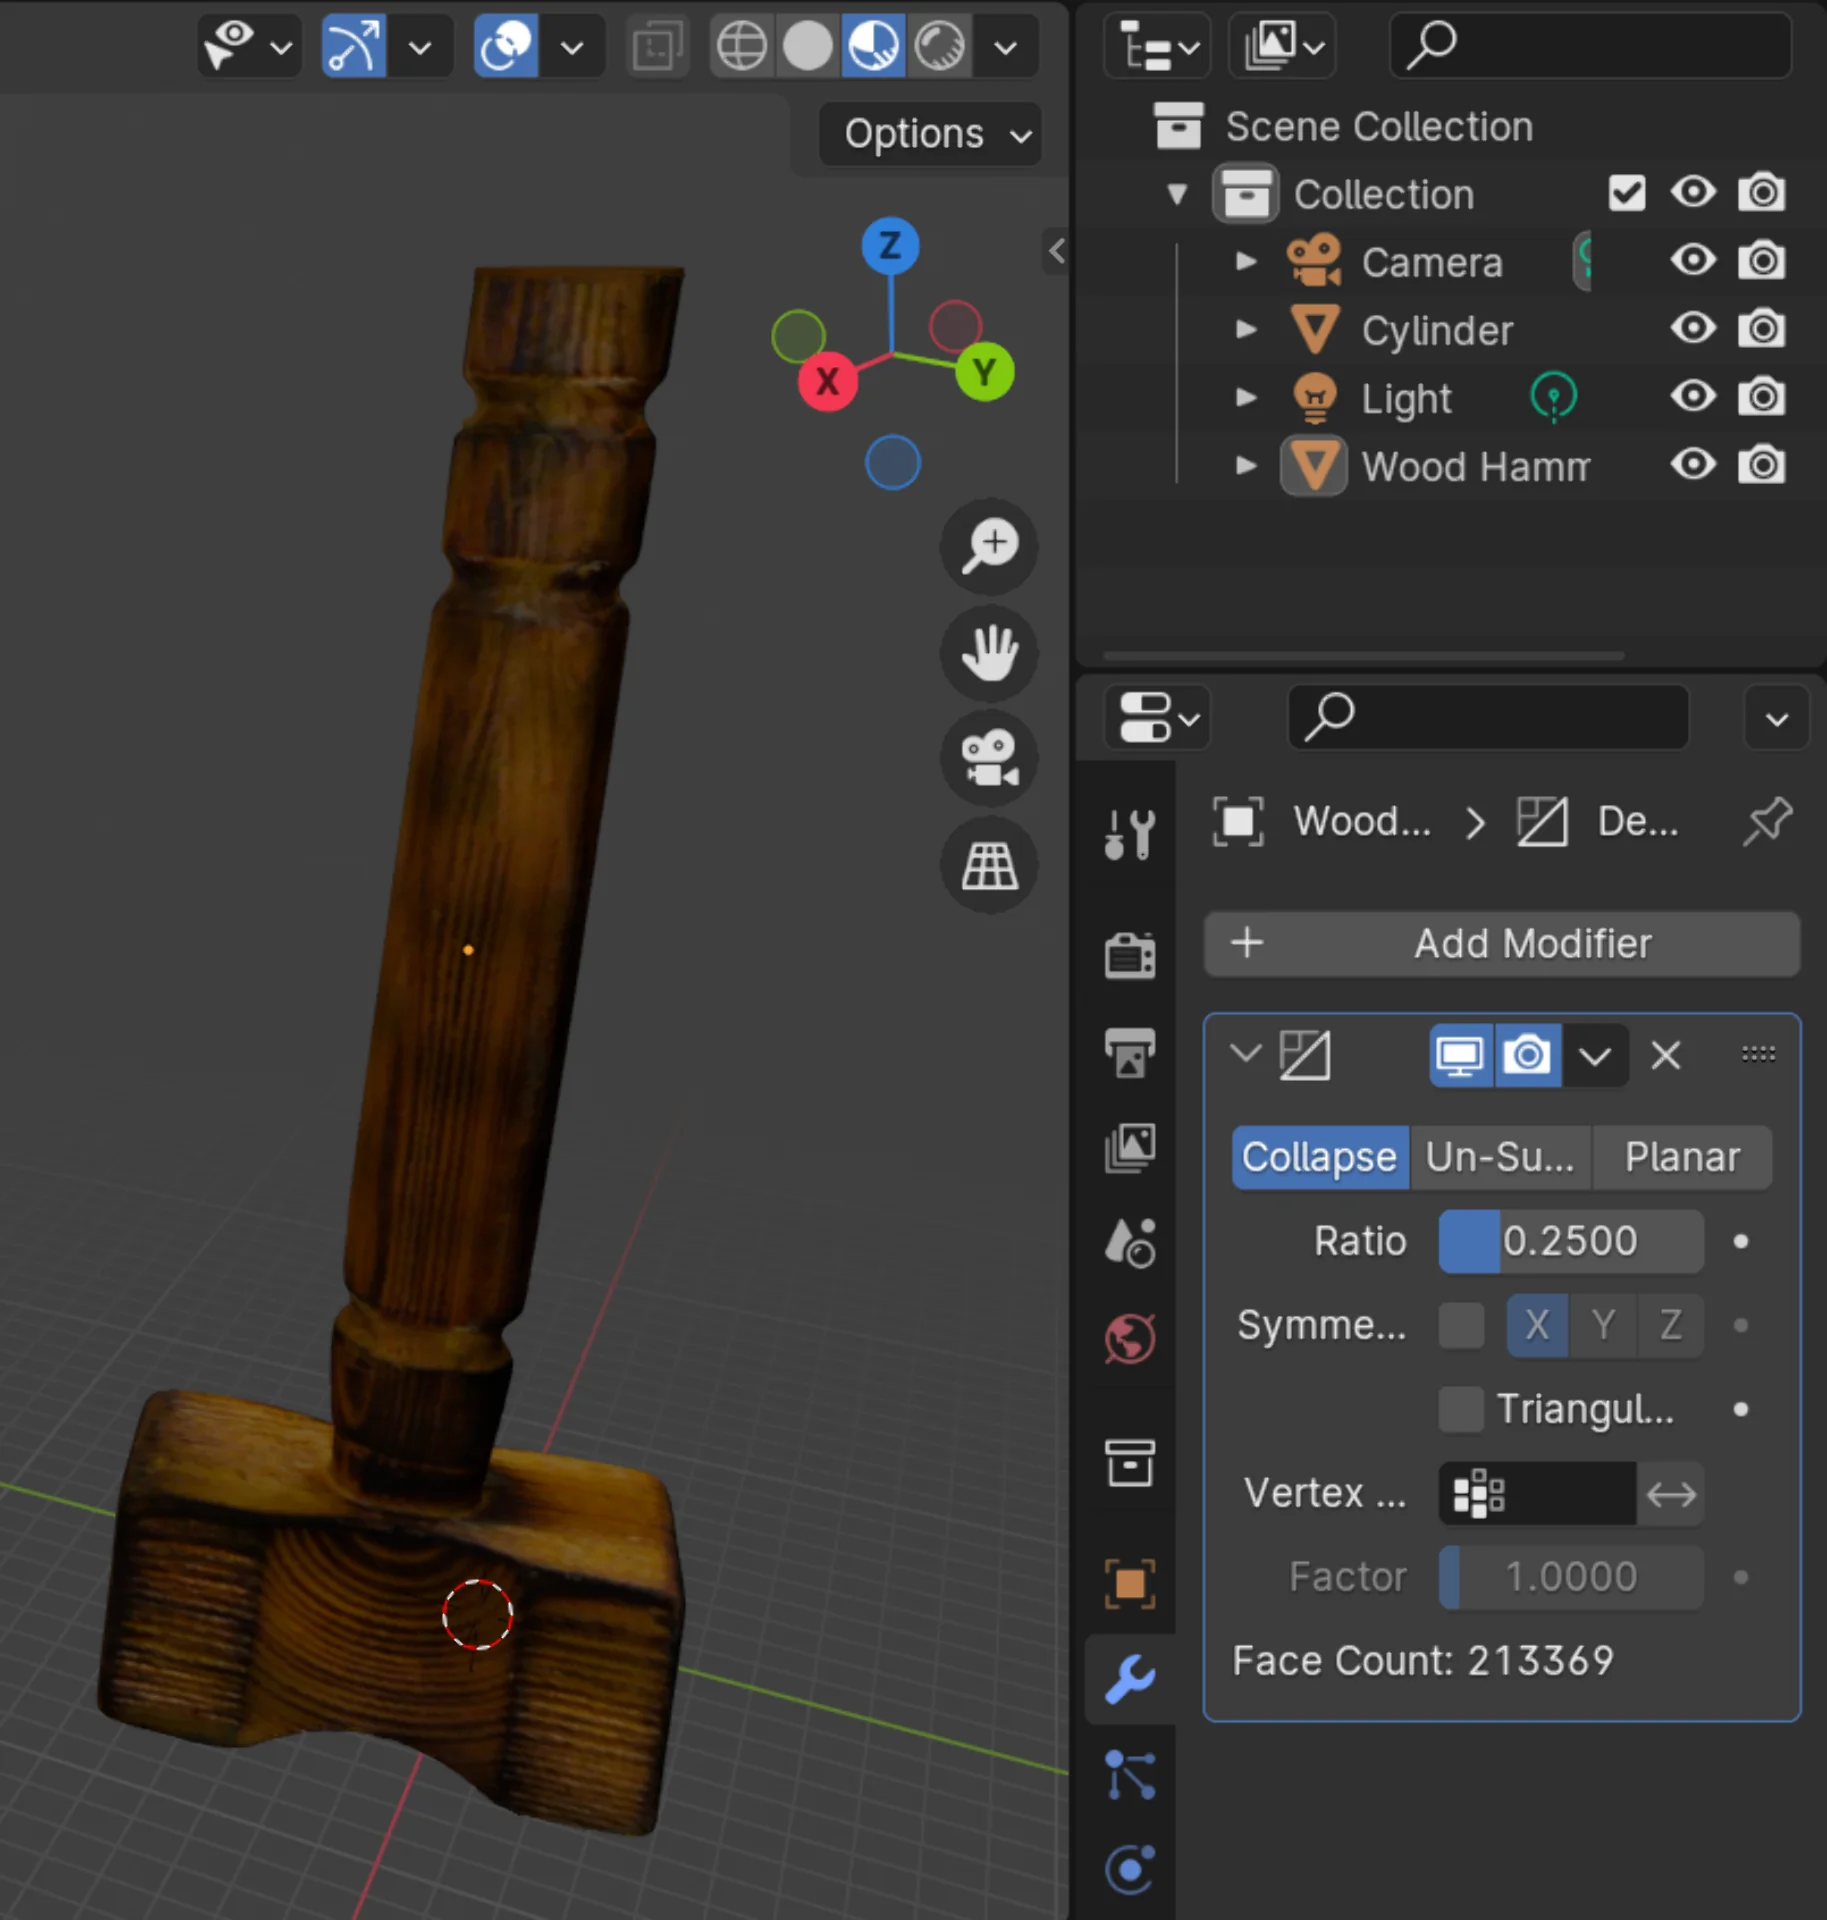 Options
Z
X
Y
Scene Collection
Collection
Camera
Cylinder
Light
Wood Hamm
Wood...
De...
Add Modifier
Collapse Un-Su... Planar
Ratio 0.2500
Symme... X Y Z
Triangul...
Vertex ...
Factor 1.0000
Face Count: 213369